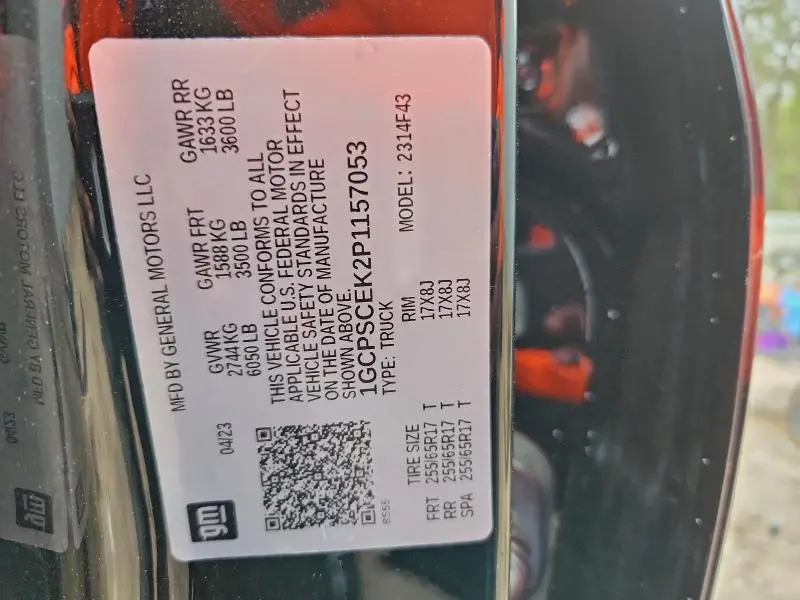 gm
04/23
MFD BY GENERAL MOTORS LLC
GVWR GAWR FRT GAWR RR
2744 KG 1588 KG 1633 KG
6050 LB 3500 LB 3600 LB
THIS VEHICLE CONFORMS TO ALL
APPLICABLE U.S. FEDERAL MOTOR
VEHICLE SAFETY STANDARDS IN EFFECT
ON THE DATE OF MANUFACTURE
SHOWN ABOVE.
1GCPSCEK2P1157053
TYPE: TRUCK MODEL: 2314F43
8555
TIRE SIZE RIM
FRT 255/65R17 T 17X8J
RR 255/65R17 T 17X8J
SPA 255/65R17 T 17X8J